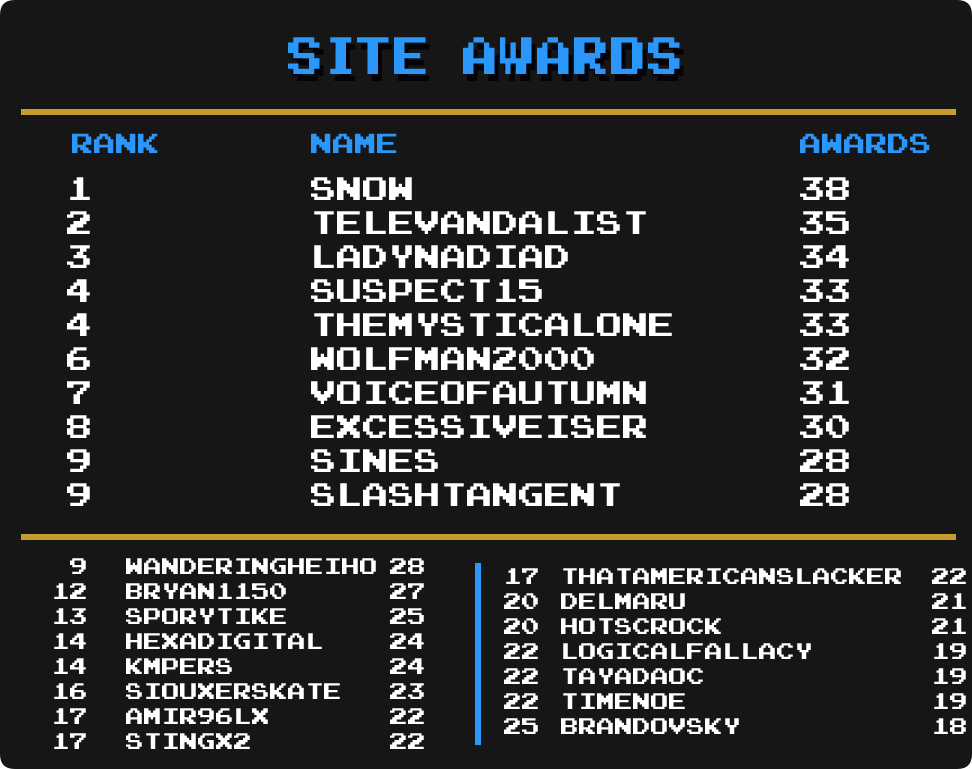 SITE AWARDS
RANK NAME AWARDS
1 SNOW 38
2 TELEVANDALIST 35
3 LADYNADIAD 34
4 SUSPECT15 33
4 THEMYSTICALONE 33
6 WOLFMAN2000 32
7 VOICEOFAUTUMN 31
8 EXCESSIVEISER 30
9 SINES 28
9 SLASHTANGENT 28
9 WANDERINGHEIHO 28
12 BRYAN1150 27
13 SPORYTIKE 25
14 HEXADIGITAL 24
14 KMPERS 24
16 SIOUXERSKATE 23
17 AMIR96LX 22
17 STINGX2 22
17 THATAMERICANSLACKER 22
20 DELMARU 21
20 HOTSCROCK 21
22 LOGICALFALLACY 19
22 TAYADAOC 19
22 TIMENOE 19
25 BRANDOVSKY 18